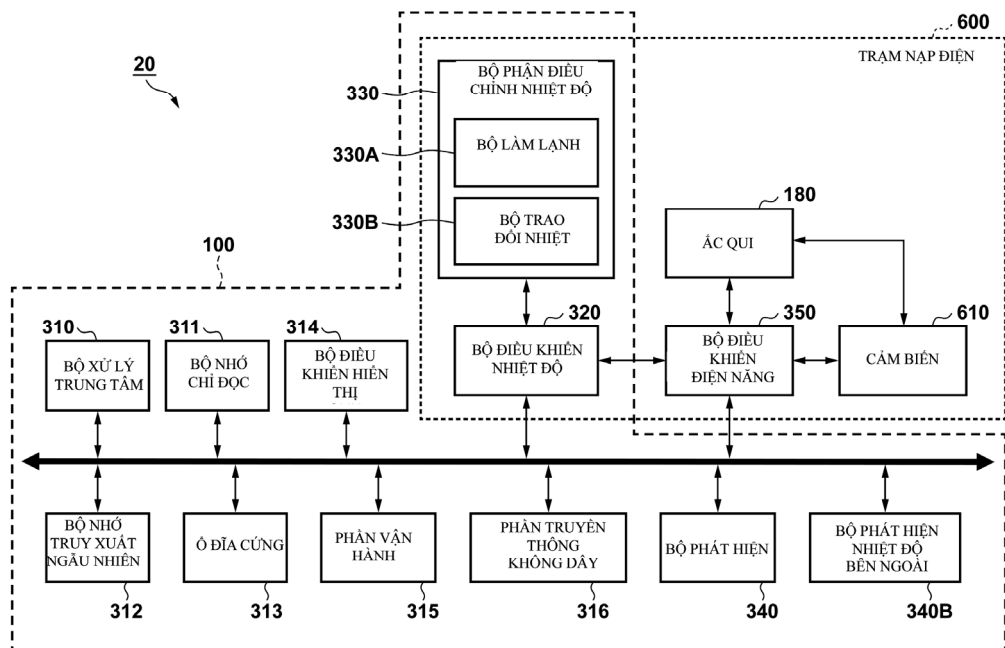 600
TRẠM NẠP ĐIỆN
20
330
BỘ PHẬN ĐIỀU
CHỈNH NHIỆT ĐỘ
330A
BỘ LÀM LẠNH
330B
BỘ TRAO
ĐỔI NHIỆT
180
ẮC QUI
100
310
BỘ XỬ LÝ
TRUNG TÂM
311
BỘ NHỚ
CHỈ ĐỌC
314
BỘ ĐIỀU
KHIỂN HIỂN
THỊ
320
BỘ ĐIỀU KHIỂN
NHIỆT ĐỘ
350
BỘ ĐIỀU
KHIỂN
ĐIỆN NĂNG
610
CẢM BIẾN
BỘ NHỚ
TRUY XUẤT
NGẪU NHIÊN
312
Ổ ĐĨA CỨNG
313
PHẦN VẬN
HÀNH
315
PHẦN TRUYỀN
THÔNG
KHÔNG DÂY
316
BỘ PHÁT HIỆN
340
BỘ PHÁT HIỆN
NHIỆT ĐỘ
BÊN NGOÀI
340B